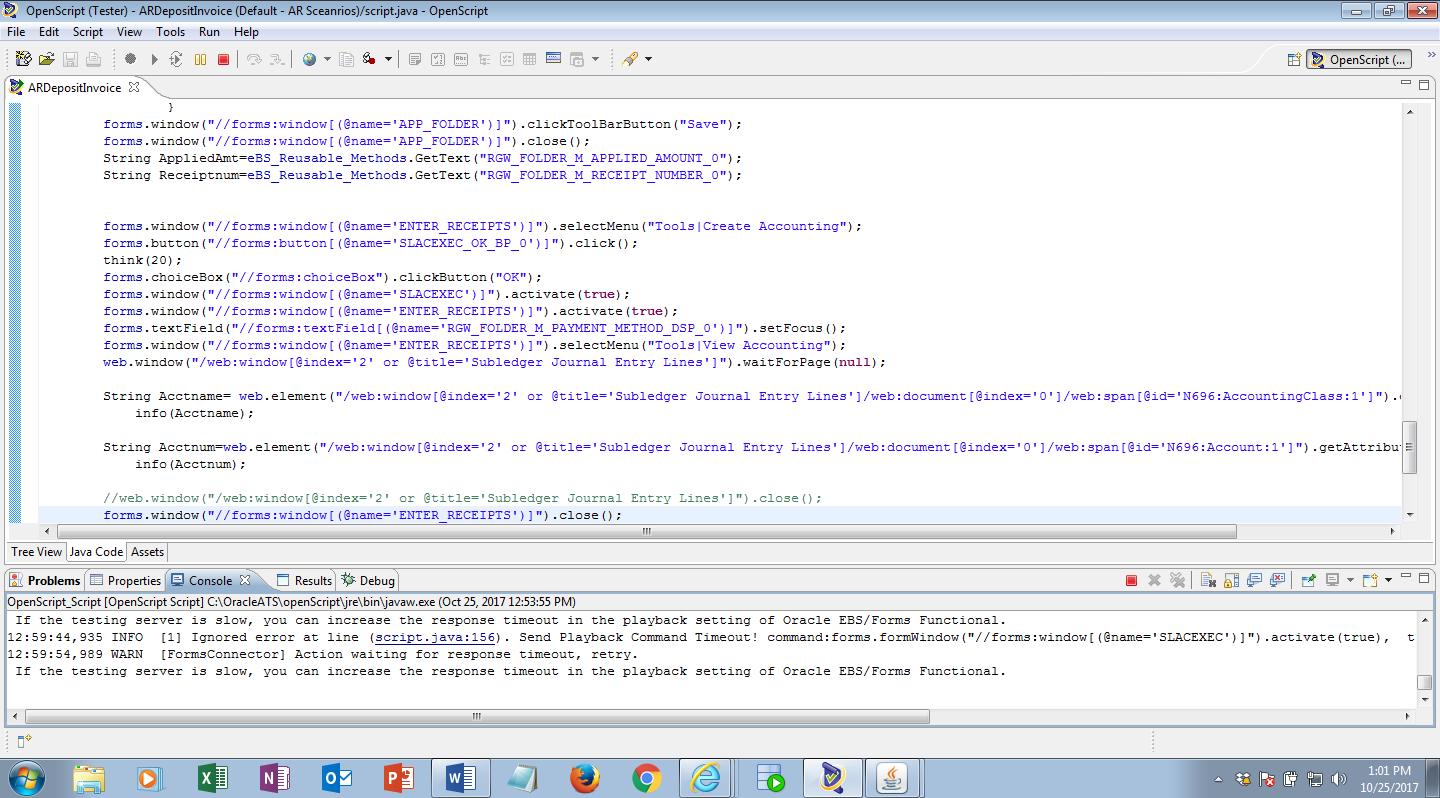 OpenScript (Tester) - ARDepositInvoice (Default - AR Sceanrios)/script.java - OpenScript
File Edit Script View Tools Run Help
OpenScript (...
ARDepositInvoice
}
forms.window("//forms:window[(@name='APP_FOLDER')]").clickToolBarButton("Save");
forms.window("//forms:window[(@name='APP_FOLDER')]").close();
String AppliedAmt=eBS_Reusable_Methods.GetText("RGW_FOLDER_M_APPLIED_AMOUNT_0");
String Receiptnum=eBS_Reusable_Methods.GetText("RGW_FOLDER_M_RECEIPT_NUMBER_0");
forms.window("//forms:window[(@name='ENTER_RECEIPTS')]").selectMenu("Tools|Create Accounting");
forms.button("//forms:button[(@name='SLACEXEC_OK_BP_0')]").click();
think(20);
forms.choiceBox("//forms:choiceBox").clickButton("OK");
forms.window("//forms:window[(@name='SLACEXEC')]").activate(true);
forms.window("//forms:window[(@name='ENTER_RECEIPTS')]").activate(true);
forms.textField("//forms:textField[(@name='RGW_FOLDER_M_PAYMENT_METHOD_DSP_0')]").setFocus();
forms.window("//forms:window[(@name='ENTER_RECEIPTS')]").selectMenu("Tools|View Accounting");
web.window("/web:window[@index='2' or @title='Subledger Journal Entry Lines']").waitForPage(null);
String Acctname= web.element("/web:window[@index='2' or @title='Subledger Journal Entry Lines']/web:document[@index='0']/web:span[@id='N696:AccountingClass:1']").
info(Acctname);
String Acctnum=web.element("/web:window[@index='2' or @title='Subledger Journal Entry Lines']/web:document[@index='0']/web:span[@id='N696:Account:1']").getAttribu
info(Acctnum);
//web.window("/web:window[@index='2' or @title='Subledger Journal Entry Lines']").close();
forms.window("//forms:window[(@name='ENTER_RECEIPTS')]").close();
Tree View Java Code Assets
Problems Properties Console Results Debug
OpenScript_Script [OpenScript Script] C:\OracleATS\openScript\jre\bin\javaw.exe (Oct 25, 2017 12:53:55 PM)
If the testing server is slow, you can increase the response timeout in the playback setting of Oracle EBS/Forms Functional.
12:59:44,935 INFO [1] Ignored error at line (script.java:156). Send Playback Command Timeout! command:forms.formWindow("//forms:window[(@name='SLACEXEC')]").activate(true), t
12:59:54,989 WARN [FormsConnector] Action waiting for response timeout, retry.
If the testing server is slow, you can increase the response timeout in the playback setting of Oracle EBS/Forms Functional.
1:01 PM
10/25/2017